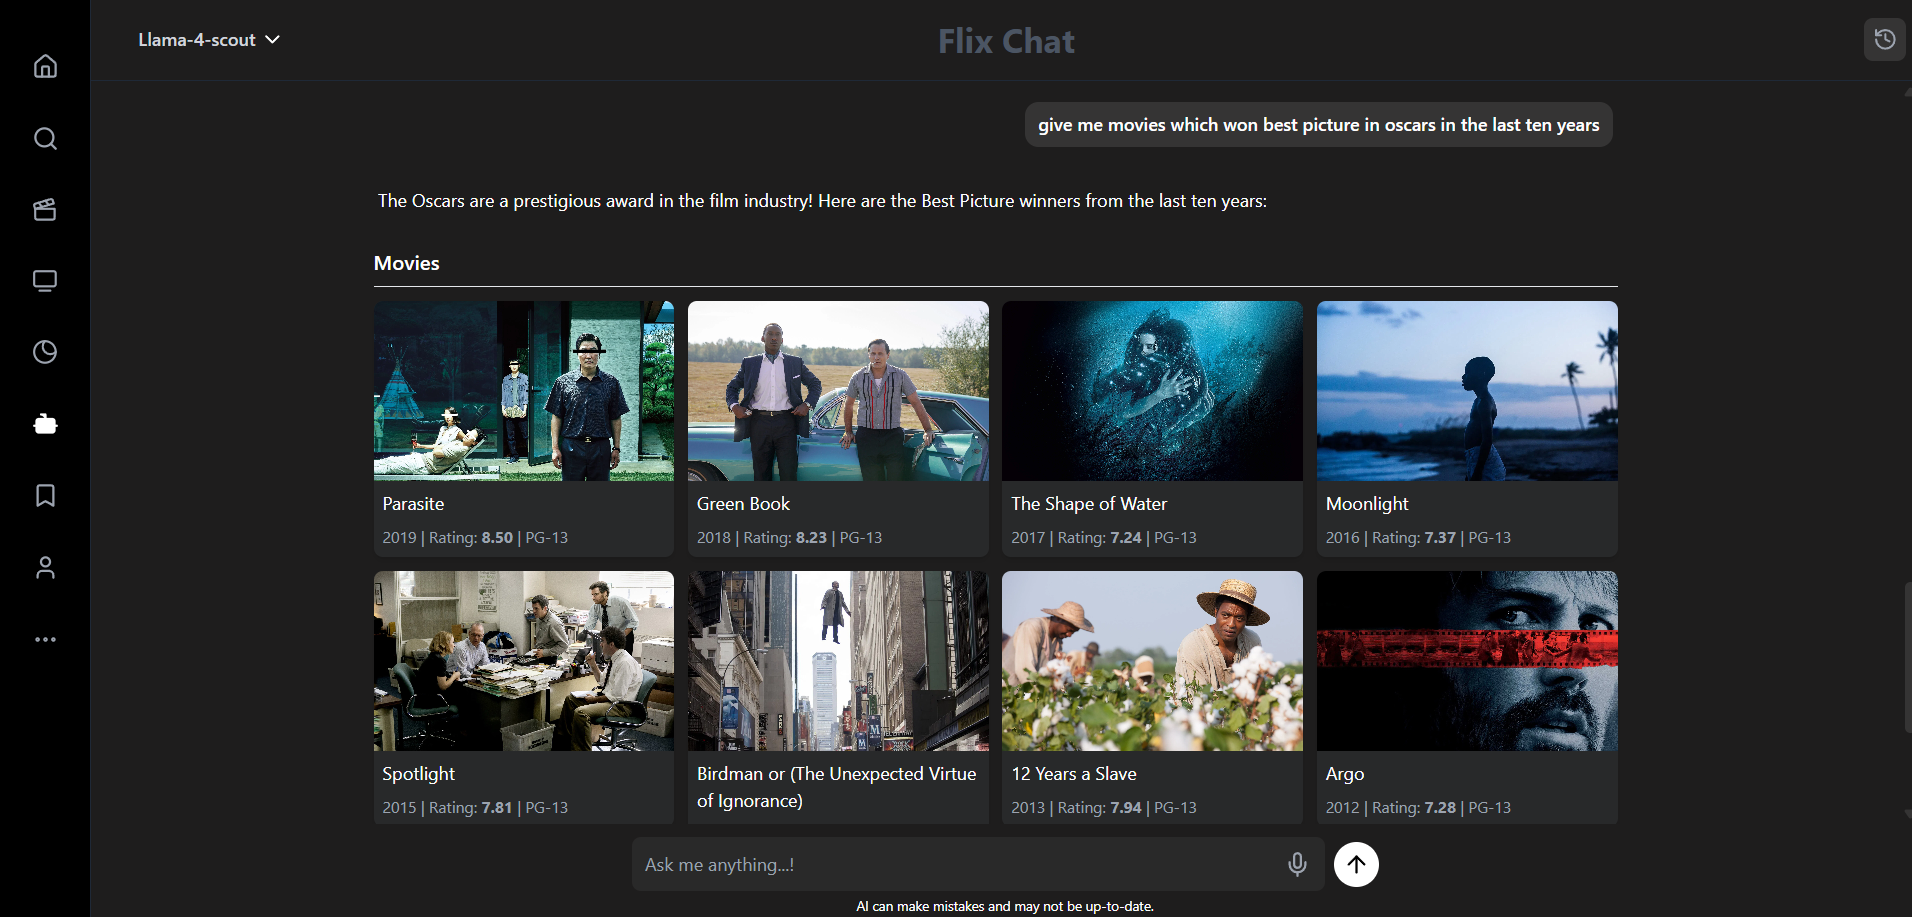 Llama-4-scout
Flix Chat
give me movies which won best picture in oscars in the last ten years
The Oscars are a prestigious award in the film industry! Here are the Best Picture winners from the last ten years:
Movies
Parasite
2019 | Rating: 8.50 | PG-13
Green Book
2018 | Rating: 8.23 | PG-13
The Shape of Water
2017 | Rating: 7.24 | PG-13
Moonlight
2016 | Rating: 7.37 | PG-13
Spotlight
2015 | Rating: 7.81 | PG-13
Birdman or (The Unexpected Virtue
of Ignorance)
12 Years a Slave
2013 | Rating: 7.94 | PG-13
Argo
2012 | Rating: 7.28 | PG-13
Ask me anything...!
AI can make mistakes and may not be up-to-date.